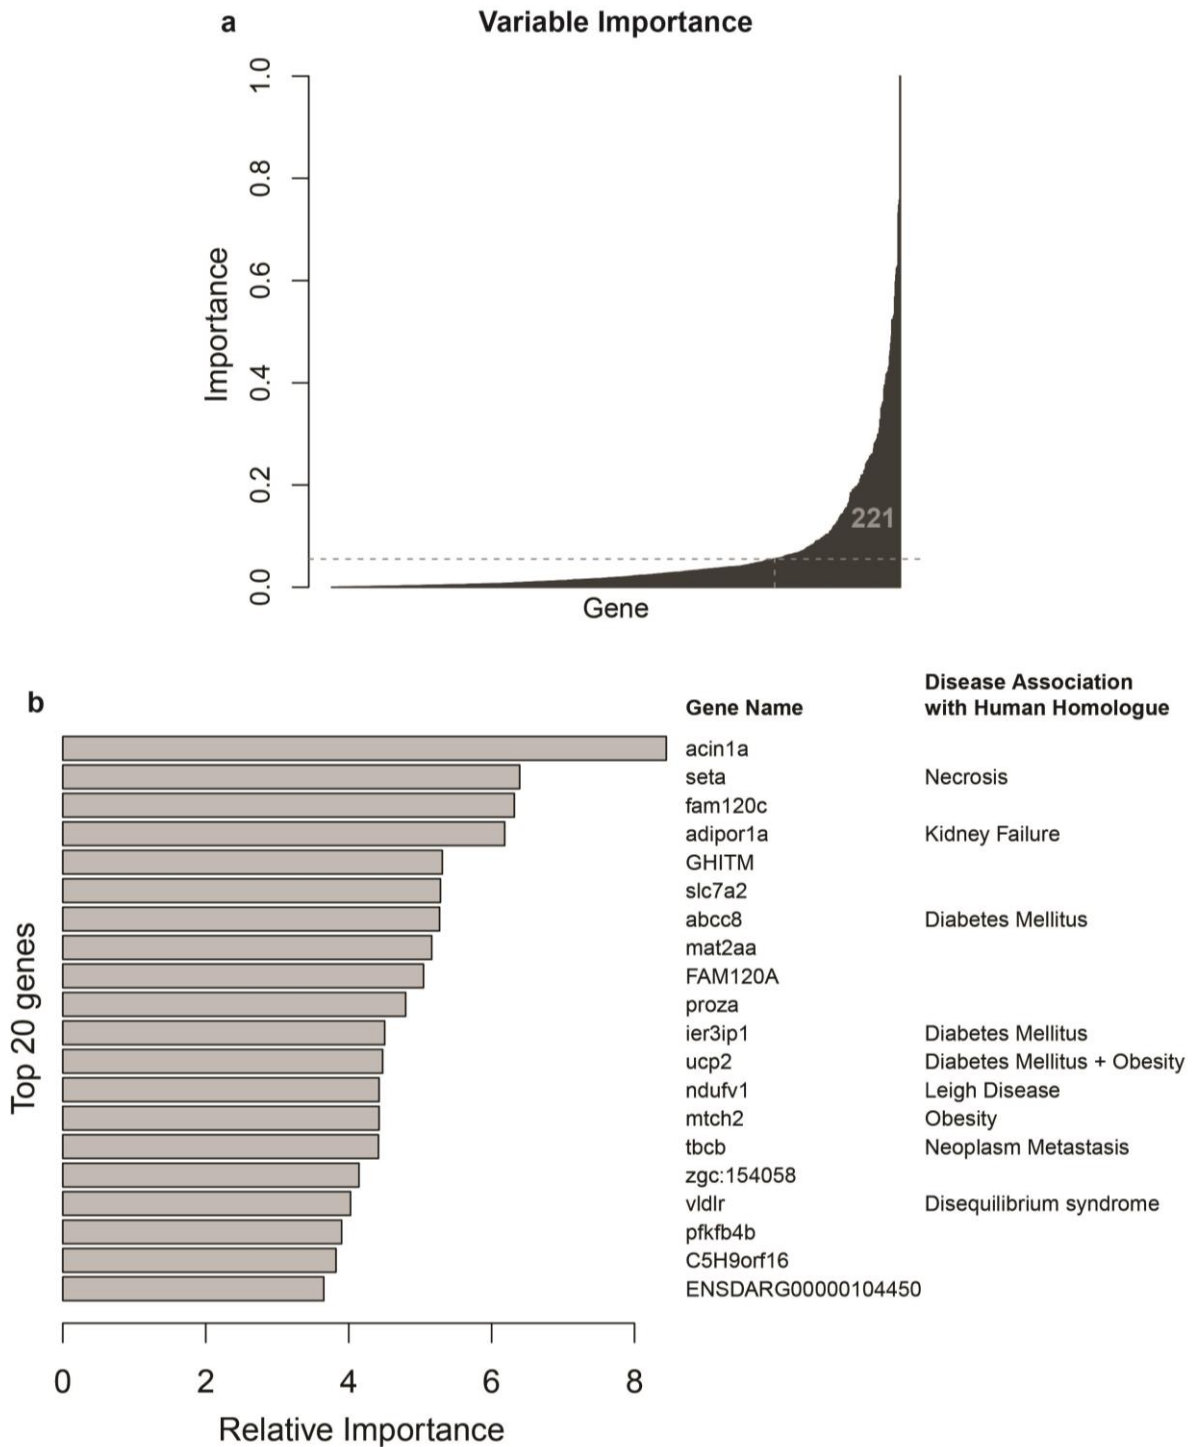 a
Variable Importance
1.0
0.8
0.6
0.4
0.2
0.0
Importance
221
Gene
b
Gene Name
Disease Association
with Human Homologue
acin1a
seta Necrosis
fam120c
adipor1a Kidney Failure
GHITM
slc7a2
abcc8 Diabetes Mellitus
mat2aa
FAM120A
proza
ier3ip1 Diabetes Mellitus
ucp2 Diabetes Mellitus + Obesity
ndufv1 Leigh Disease
mtch2 Obesity
tbcb Neoplasm Metastasis
zgc:154058
vldlr Disequilibrium syndrome
pfkfb4b
C5H9orf16
ENSDARG00000104450
Top 20 genes
0 2 4 6 8
Relative Importance